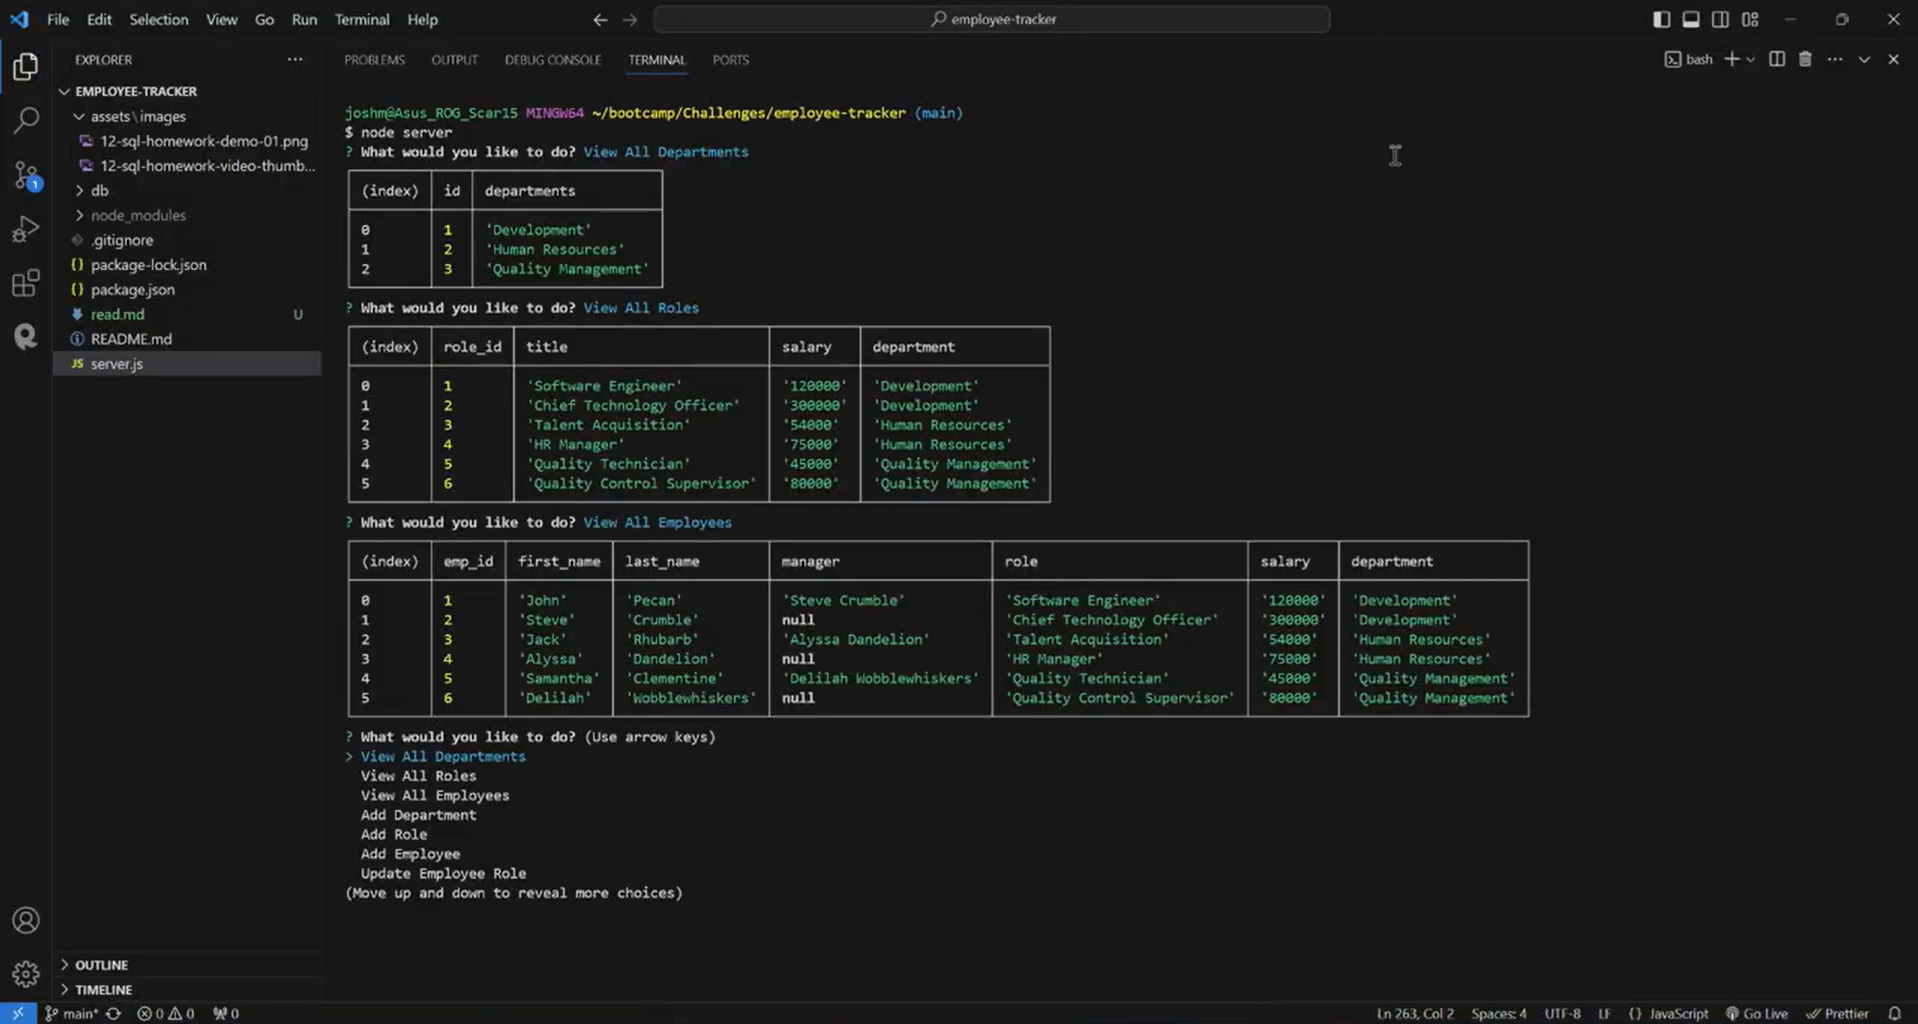 File Edit Selection View Go Run Terminal Help employee-tracker
EXPLORER ··· PROBLEMS OUTPUT DEBUG CONSOLE TERMINAL PORTS bash
EMPLOYEE-TRACKER
assets\images
12-sql-homework-demo-01.png
12-sql-homework-video-thumb...
db
node_modules
.gitignore
package-lock.json
package.json
read.md U
README.md
JS server.js
1
OUTLINE
TIMELINE
joshm@Asus_ROG_Scar15 MINGW64 ~/bootcamp/Challenges/employee-tracker (main)
$ node server
? What would you like to do? View All Departments
(index) id departments
0 1 'Development'
1 2 'Human Resources'
2 3 'Quality Management'
? What would you like to do? View All Roles
(index) role_id title salary department
0 1 'Software Engineer' '120000' 'Development'
1 2 'Chief Technology Officer' '300000' 'Development'
2 3 'Talent Acquisition' '54000' 'Human Resources'
3 4 'HR Manager' '75000' 'Human Resources'
4 5 'Quality Technician' '45000' 'Quality Management'
5 6 'Quality Control Supervisor' '80000' 'Quality Management'
? What would you like to do? View All Employees
(index) emp_id first_name last_name manager role salary department
0 1 'John' 'Pecan' 'Steve Crumble' 'Software Engineer' '120000' 'Development'
1 2 'Steve' 'Crumble' null 'Chief Technology Officer' '300000' 'Development'
2 3 'Jack' 'Rhubarb' 'Alyssa Dandelion' 'Talent Acquisition' '54000' 'Human Resources'
3 4 'Alyssa' 'Dandelion' null 'HR Manager' '75000' 'Human Resources'
4 5 'Samantha' 'Clementine' 'Delilah Wobblewhiskers' 'Quality Technician' '45000' 'Quality Management'
5 6 'Delilah' 'Wobblewhiskers' null 'Quality Control Supervisor' '80000' 'Quality Management'
? What would you like to do? (Use arrow keys)
> View All Departments
View All Roles
View All Employees
Add Department
Add Role
Add Employee
Update Employee Role
(Move up and down to reveal more choices)
main* 0 0 0 Ln 263, Col 2 Spaces: 4 UTF-8 LF {} JavaScript Go Live Prettier